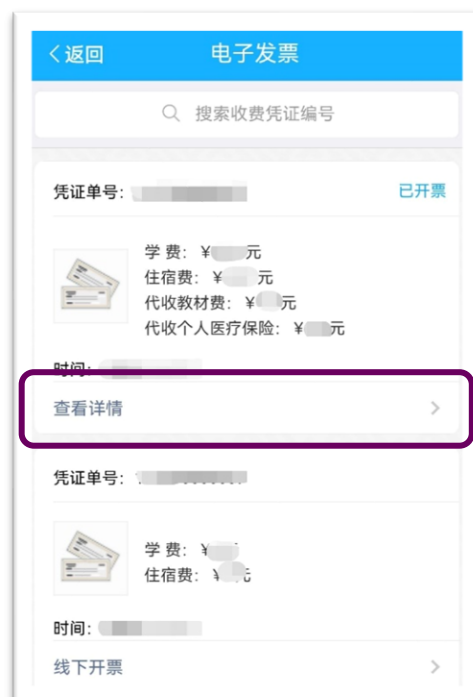 返回 电子发票
搜索收费凭证编号
凭证单号： 已开票
学 费： ¥ 元
住宿费： ¥ 元
代收教材费： ¥ 元
代收个人医疗保险： ¥ 元
时间：
查看详情
凭证单号：
学 费： ¥
住宿费： ¥ 元
时间：
线下开票